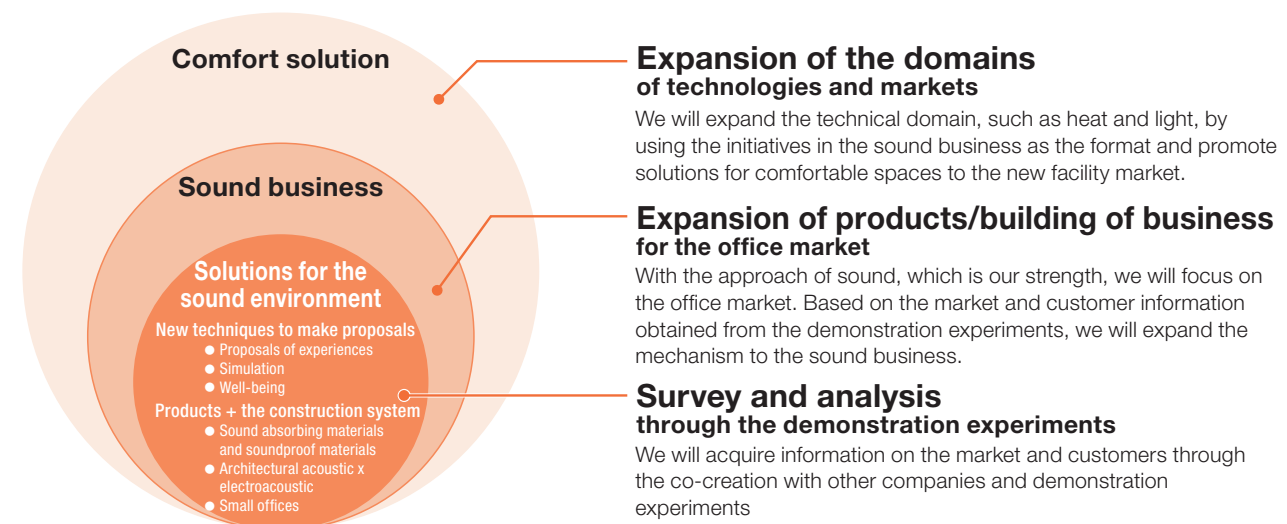 Comfort solution
Sound business
Solutions for the
sound environment
New techniques to make proposals
● Proposals of experiences
● Simulation
● Well-being
Products + the construction system
● Sound absorbing materials
and soundproof materials
● Architectural acoustic x
electroacoustic
● Small offices
Expansion of the domains
of technologies and markets
We will expand the technical domain, such as heat and light, by
using the initiatives in the sound business as the format and promote
solutions for comfortable spaces to the new facility market.
Expansion of products/building of business
for the office market
With the approach of sound, which is our strength, we will focus on
the office market. Based on the market and customer information
obtained from the demonstration experiments, we will expand the
mechanism to the sound business.
Survey and analysis
through the demonstration experiments
We will acquire information on the market and customers through
the co-creation with other companies and demonstration
experiments